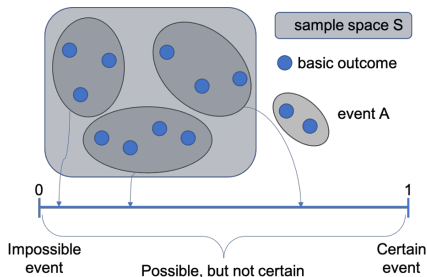 sample space S
basic outcome
event A
0
1
Impossible
event
Certain
event
Possible, but not certain